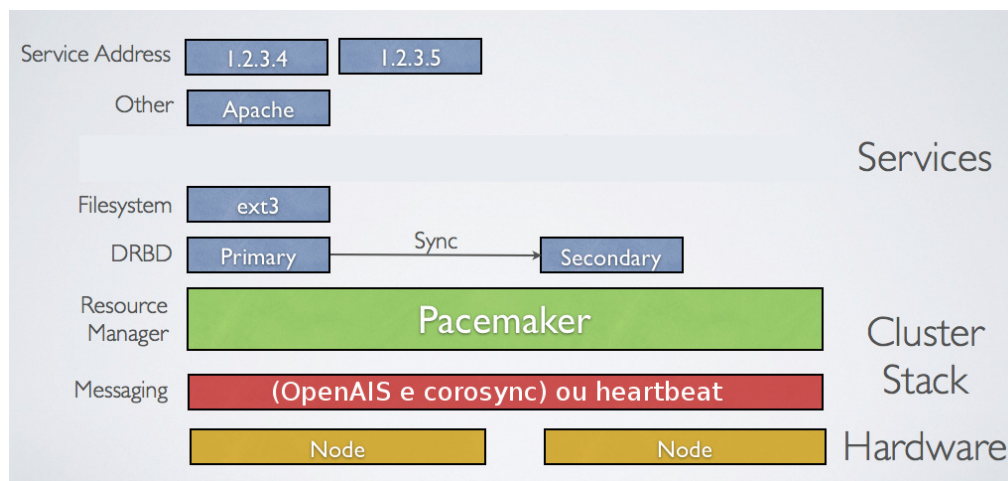 Service Address 1.2.3.4 1.2.3.5
Other Apache
Services
Filesystem ext3
DRBD Primary Sync Secondary
Resource
Manager
Pacemaker
Cluster
Stack
Messaging (OpenAIS e corosync) ou heartbeat
Node Node Hardware